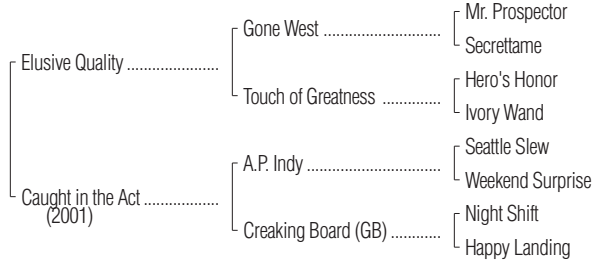 Mr. Prospector
Gone West ..........................
Secrettame
Elusive Quality .....................
Hero's Honor
Touch of Greatness .............
Ivory Wand
Seattle Slew
A.P. Indy ..............................
Weekend Surprise
Caught in the Act .................
(2001)
Night Shift
Creaking Board (GB) ...........
Happy Landing